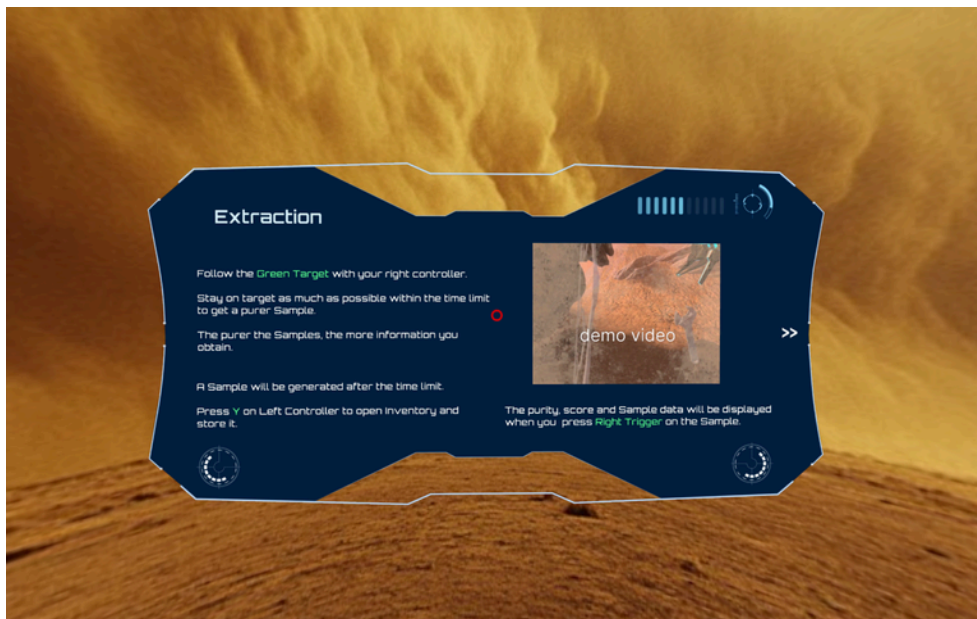 Extraction
Follow the Green Target with your right controller.
Stay on target as much as possible within the time limit
to get a purer Sample.
The purer the Samples, the more information you
obtain.
A Sample will be generated after the time limit.
Press Y on Left Controller to open Inventory and
store it.
demo video
>>
The purity, score and Sample data will be displayed
when you press Right Trigger on the Sample.